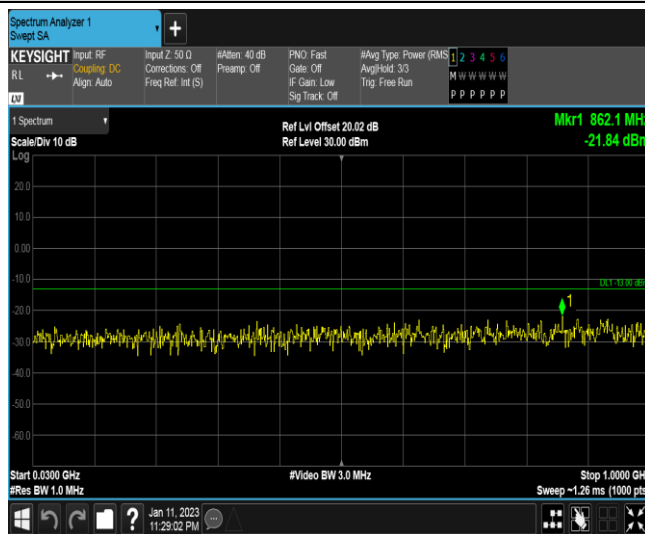 Spectrum Analyzer 1
Swept SA
+
KEYSIGHT
RL
LXI
Input: RF
Coupling: DC
Align: Auto
Input Z: 50 Ω
Corrections: Off
Freq Ref: Int (S)
#Atten: 40 dB
Preamp: Off
PNO: Fast
Gate: Off
IF Gain: Low
Sig Track: Off
#Avg Type: Power (RMS
Avg|Hold: 3/3
Trig: Free Run
1 2 3 4 5 6
M W W W W W
P P P P P P
1 Spectrum
Scale/Div 10 dB
Log
Ref Lvl Offset 20.02 dB
Ref Level 30.00 dBm
Mkr1 862.1 MHz
-21.84 dBm
20.0
10.0
0.00
-10.0
DL1 -13.00 dBm
1
-20.0
-30.0
-40.0
-50.0
-60.0
Start 0.0300 GHz
#Res BW 1.0 MHz
#Video BW 3.0 MHz
Stop 1.0000 GH
Sweep ~1.26 ms (1000 pts
?
Jan 11, 2023
11:29:02 PM